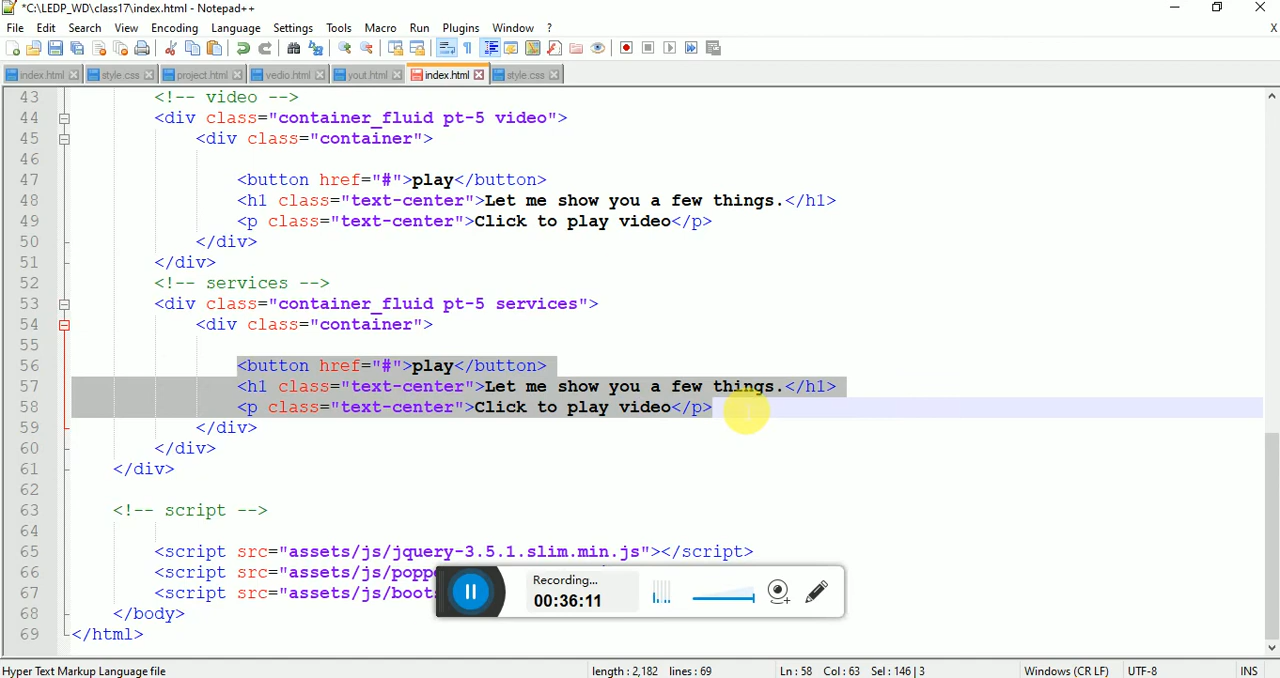 *C:\LEDP_WD\class17\index.html - Notepad++
File Edit Search View Encoding Language Settings Tools Macro Run Plugins Window ? X
index.html style.css project.html vedio.html yout.html index.html style.css
43 <!-- video -->
44 <div class="container_fluid pt-5 video">
45 <div class="container">
46
47 <button href="#">play</button>
48 <h1 class="text-center">Let me show you a few things.</h1>
49 <p class="text-center">Click to play video</p>
50 </div>
51 </div>
52 <!-- services -->
53 <div class="container_fluid pt-5 services">
54 <div class="container">
55
56 <button href="#">play</button>
57 <h1 class="text-center">Let me show you a few things.</h1>
58 <p class="text-center">Click to play video</p>
59 </div>
60 </div>
61 </div>
62
63 <!-- script -->
64
65 <script src="assets/js/jquery-3.5.1.slim.min.js"></script>
66 <script src="assets/js/popp
67 <script src="assets/js/boots
68 </body>
69 </html>
Recording...
00:36:11
Hyper Text Markup Language file length : 2,182 lines : 69 Ln : 58 Col : 63 Sel : 146 | 3 Windows (CR LF) UTF-8 INS